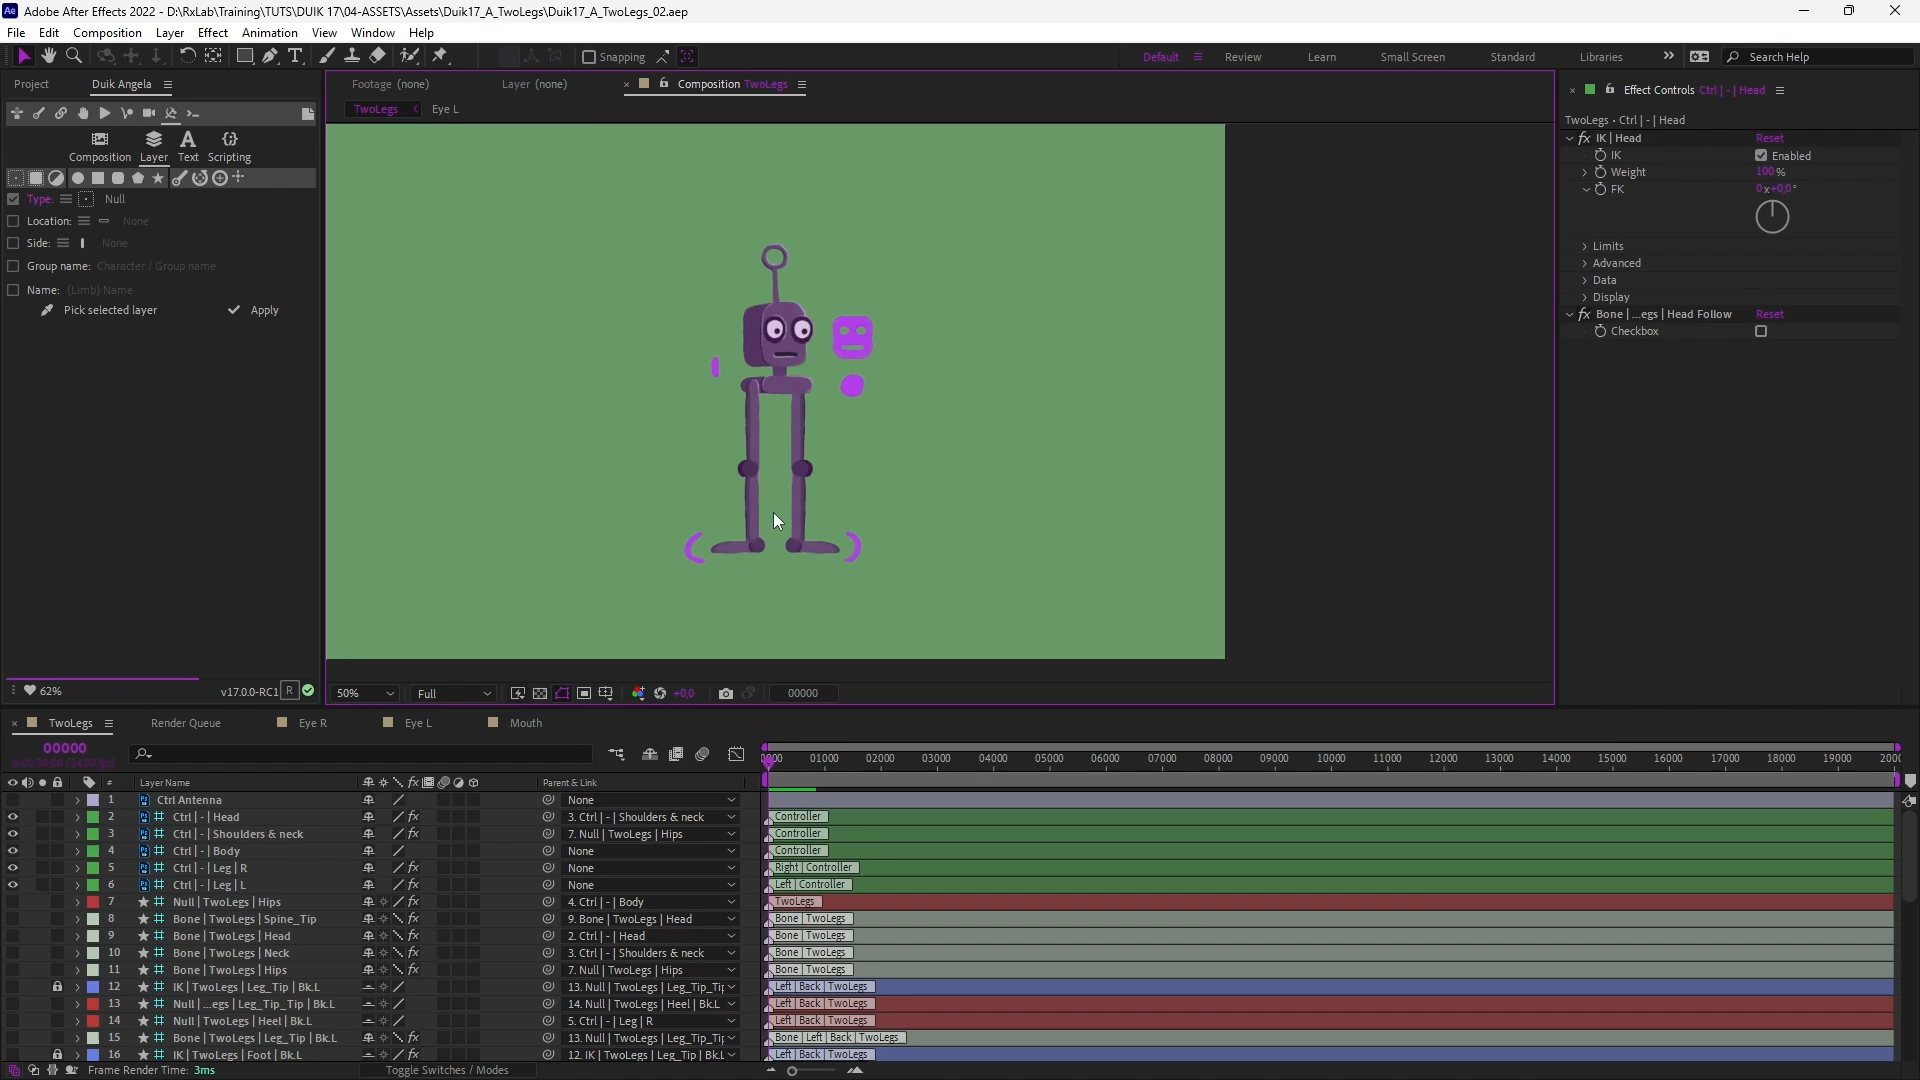 Adobe After Effects 2022 - D:\RxLab\Training\TUTS\DUIK 17\04-ASSETS\Assets\Duik17_A_TwoLegs\Duik17_A_TwoLegs_02.aep
File Edit Composition Layer Effect Animation View Window Help
Snapping Default Review Learn Small Screen Standard Libraries Search Help
Project Duik Angela
Footage (none) Layer (none) Composition TwoLegs
TwoLegs Eye L
Composition Layer Text Scripting
Type: Null
Location: None
Side: None
Group name: Character / Group name
Name: (Limb) Name
Pick selected layer Apply
62% v17.0.0-RC1 R
50% Full +0,0 00000
Effect Controls Ctrl | - | Head
TwoLegs • Ctrl | - | Head
fx IK | Head Reset
IK Enabled
Weight 100 %
FK 0x+0,0°
Limits
Advanced
Data
Display
fx Bone | ...egs | Head Follow Reset
Checkbox
TwoLegs Render Queue Eye R Eye L Mouth
00000
01000 02000 03000 04000 05000 06000 07000 08000 09000 10000 11000 12000 13000 14000 15000 16000 17000 18000 19000
# Layer Name Parent & Link
1 Ctrl Antenna None
2 Ctrl | - | Head fx 3. Ctrl | - | Shoulders & neck Controller
3 Ctrl | - | Shoulders & neck fx 7. Null | TwoLegs | Hips Controller
4 Ctrl | - | Body None Controller
5 Ctrl | - | Leg | R fx None Right | Controller
6 Ctrl | - | Leg | L fx None Left | Controller
7 Null | TwoLegs | Hips fx 4. Ctrl | - | Body TwoLegs
8 Bone | TwoLegs | Spine_Tip fx 9. Bone | TwoLegs | Head Bone | TwoLegs
9 Bone | TwoLegs | Head fx 2. Ctrl | - | Head Bone | TwoLegs
10 Bone | TwoLegs | Neck fx 3. Ctrl | - | Shoulders & neck Bone | TwoLegs
11 Bone | TwoLegs | Hips fx 7. Null | TwoLegs | Hips Bone | TwoLegs
12 IK | TwoLegs | Leg_Tip | Bk.L 13. Null | TwoLegs | Leg_Tip_Tip Left | Back | TwoLegs
13 Null | ...egs | Leg_Tip_Tip | Bk.L 14. Null | TwoLegs | Heel | Bk.L Left | Back | TwoLegs
14 Null | TwoLegs | Heel | Bk.L 5. Ctrl | - | Leg | R Left | Back | TwoLegs
15 Bone | TwoLegs | Leg_Tip | Bk.L fx 13. Null | TwoLegs | Leg_Tip_Tip Bone | Left | Back | TwoLegs
16 IK | TwoLegs | Foot | Bk.L fx 12. IK | TwoLegs | Leg_Tip | Bk.L Left | Back | TwoLegs
Frame Render Time: 3ms Toggle Switches / Modes